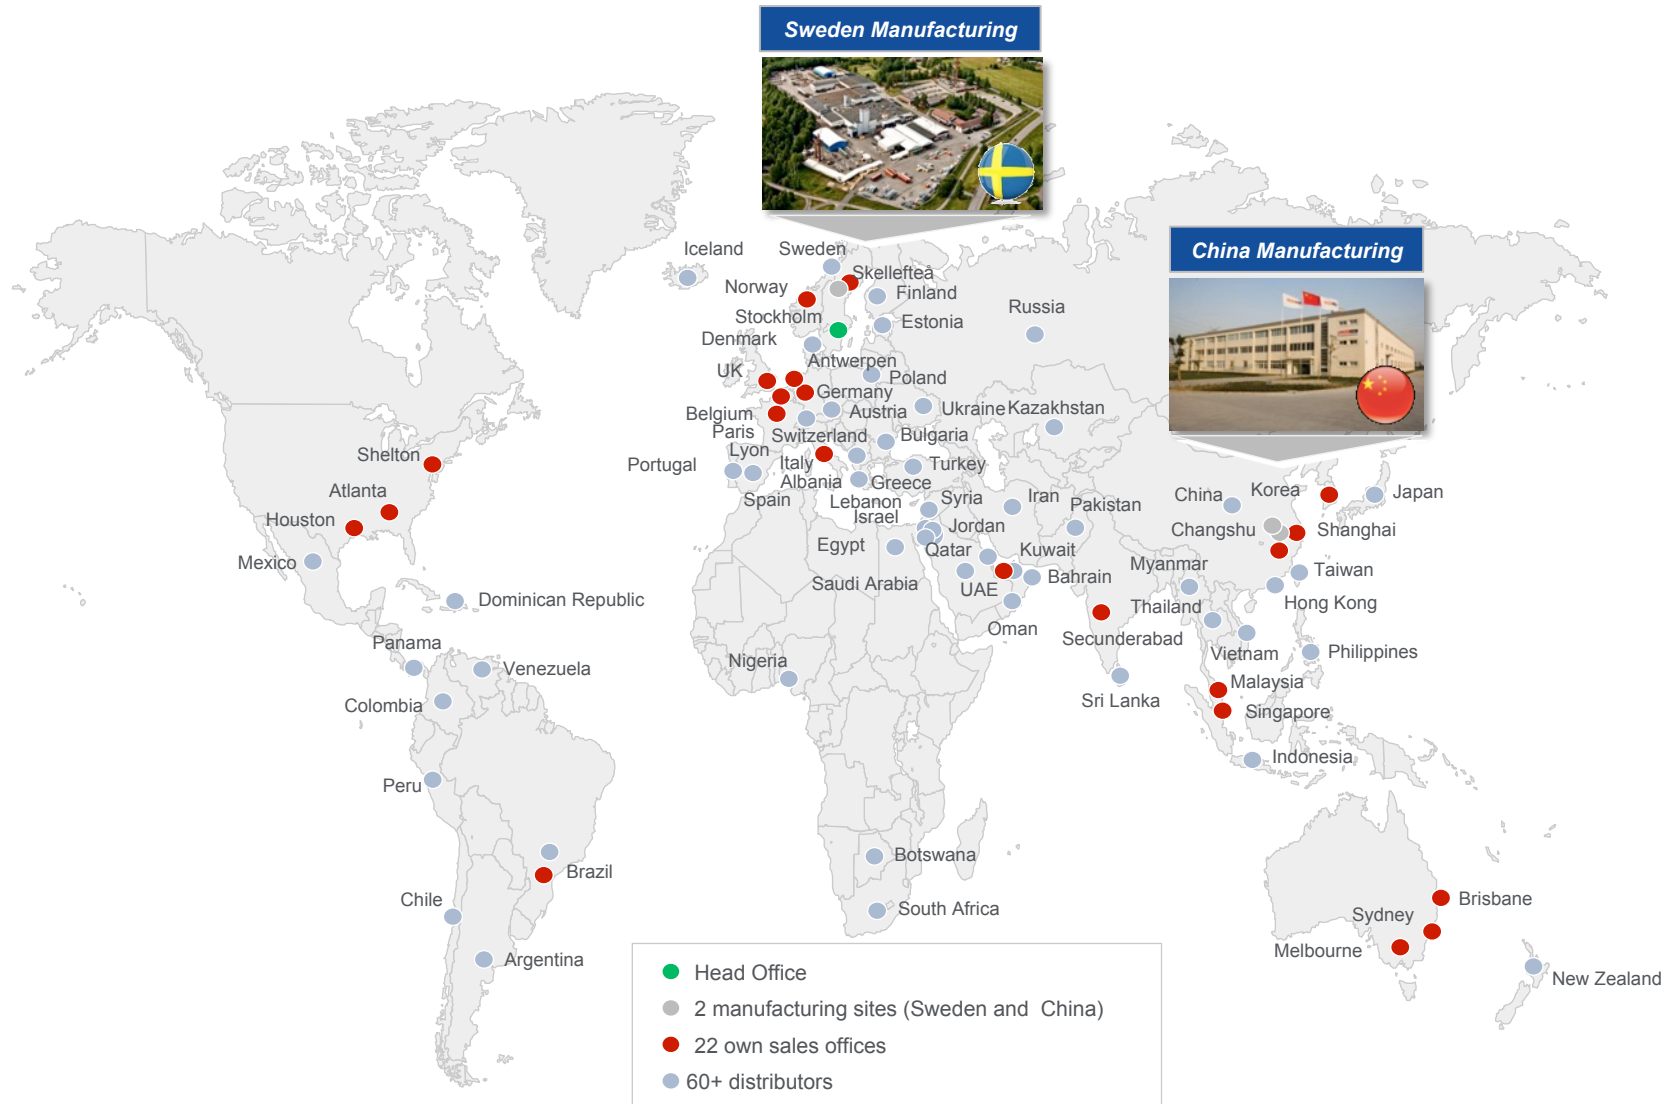 Sweden Manufacturing
China Manufacturing
Iceland
Sweden
Skellefteå
Norway
Finland
Stockholm
Estonia
Russia
Denmark
Antwerpen
UK
Poland
Germany
Belgium
Austria
Ukraine
Kazakhstan
Paris
Switzerland
Bulgaria
Lyon
Portugal
Italy
Turkey
Albania
Greece
Spain
Lebanon
Syria
Iran
Pakistan
Israel
Jordan
Egypt
Qatar
Kuwait
Saudi Arabia
UAE
Bahrain
Oman
Secunderabad
Sri Lanka
China
Korea
Japan
Changshu
Shanghai
Myanmar
Taiwan
Thailand
Hong Kong
Vietnam
Philippines
Malaysia
Singapore
Indonesia
Shelton
Atlanta
Houston
Mexico
Dominican Republic
Panama
Venezuela
Colombia
Nigeria
Peru
Brazil
Chile
Argentina
Botswana
South Africa
Brisbane
Sydney
Melbourne
New Zealand
Head Office
2 manufacturing sites (Sweden and China)
22 own sales offices
60+ distributors